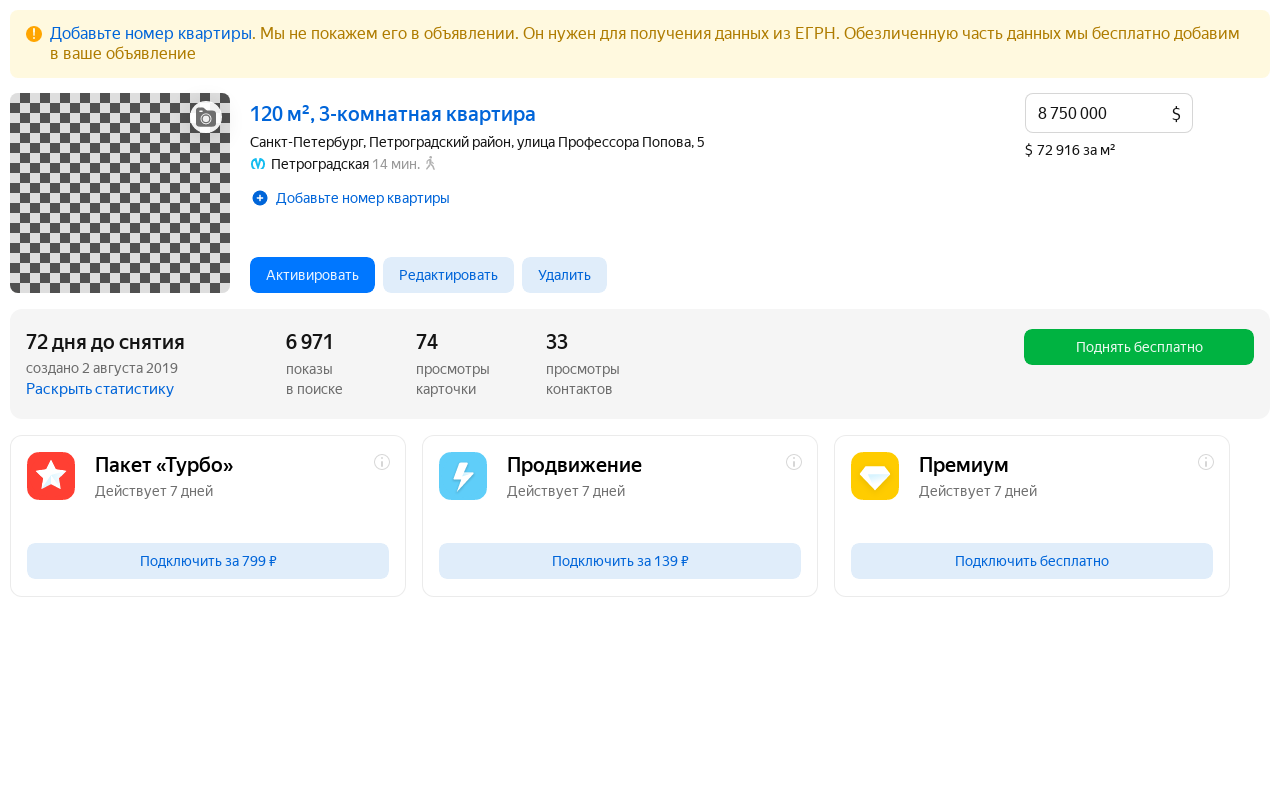 Добавьте номер квартиры. Мы не покажем его в объявлении. Он нужен для получения данных из ЕГРН. Обезличенную часть данных мы бесплатно добавим
в ваше объявление
120 м², 3-комнатная квартира
8 750 000 $
Санкт-Петербург, Петроградский район, улица Профессора Попова, 5
$ 72 916 за м²
Петроградская 14 мин.
Добавьте номер квартиры
Активировать Редактировать Удалить
72 дня до снятия
создано 2 августа 2019
Раскрыть статистику
6 971
показы
в поиске
74
просмотры
карточки
33
просмотры
контактов
Поднять бесплатно
Пакет «Турбо»
Действует 7 дней
Подключить за 799 ₽
Продвижение
Действует 7 дней
Подключить за 139 ₽
Премиум
Действует 7 дней
Подключить бесплатно